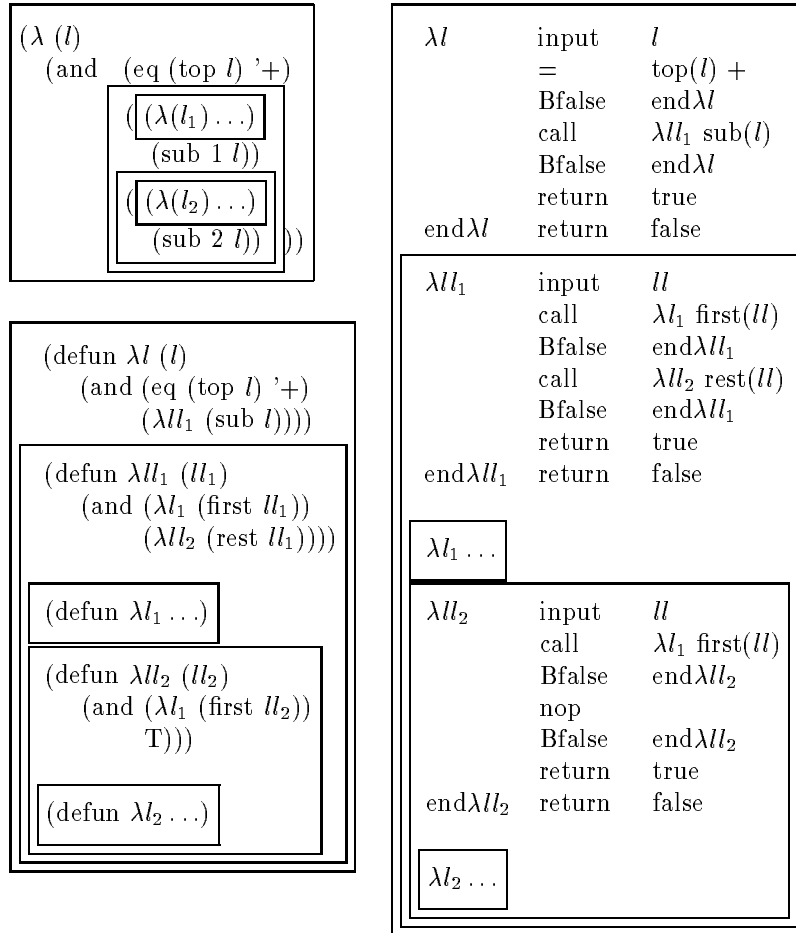 (λ (l)
(and (eq (top l) '+)
( (λ(l₁) ...)
(sub 1 l))
( (λ(l₂) ...)
(sub 2 l)) ))
(defun λl (l)
(and (eq (top l) '+)
(λll₁ (sub l))))
(defun λll₁ (ll₁)
(and (λl₁ (first ll₁))
(λll₂ (rest ll₁))))
(defun λl₁ ...)
(defun λll₂ (ll₂)
(and (λl₁ (first ll₂))
T)))
(defun λl₂ ...)
λl input l
= top(l) +
Bfalse endλl
call λll₁ sub(l)
Bfalse endλl
return true
endλl return false
λll₁ input ll
call λl₁ first(ll)
Bfalse endλll₁
call λll₂ rest(ll)
Bfalse endλll₁
return true
endλll₁ return false
λl₁ ...
λll₂ input ll
call λl₁ first(ll)
Bfalse endλll₂
nop
Bfalse endλll₂
return true
endλll₂ return false
λl₂ ...